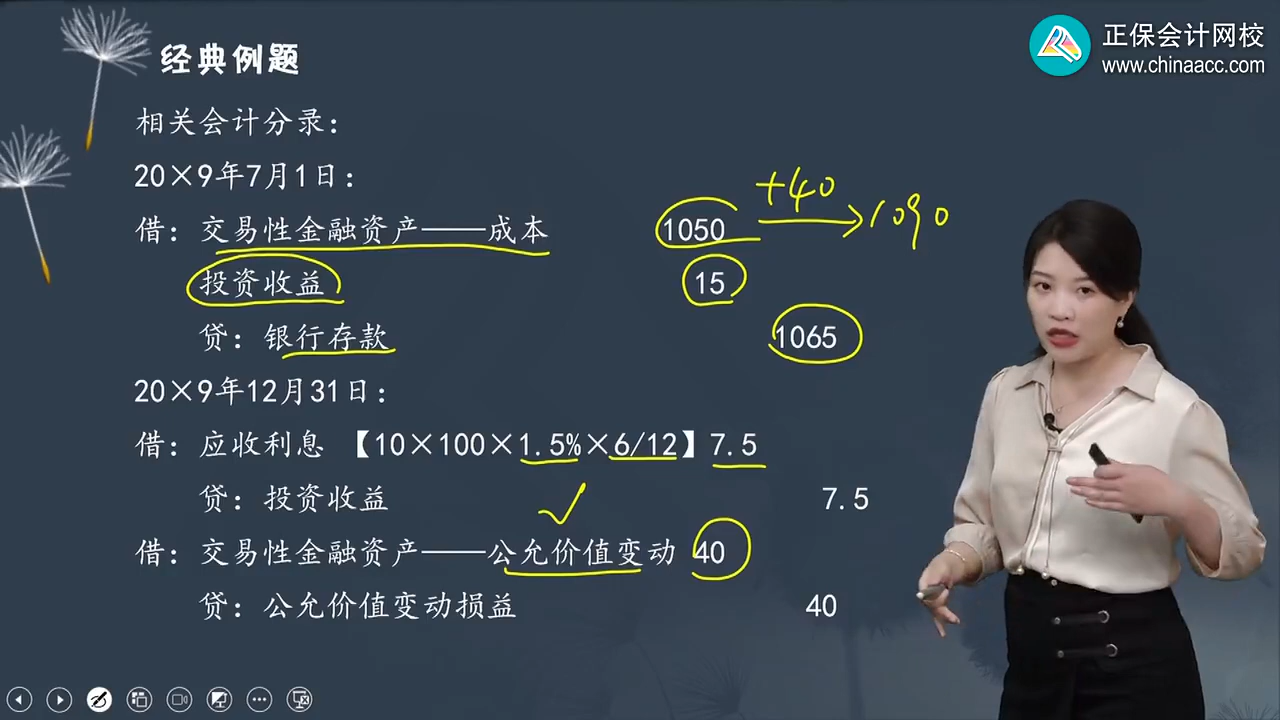 经典例题
正保会计网校
www.chinaacc.com
相关会计分录：
20×9年7月1日：
借：交易性金融资产——成本 1050 +40 1090
投资收益 15
贷：银行存款 1065
20×9年12月31日：
借：应收利息 【10×100×1.5%×6/12】7.5
贷：投资收益 7.5
借：交易性金融资产——公允价值变动 40
贷：公允价值变动损益 40